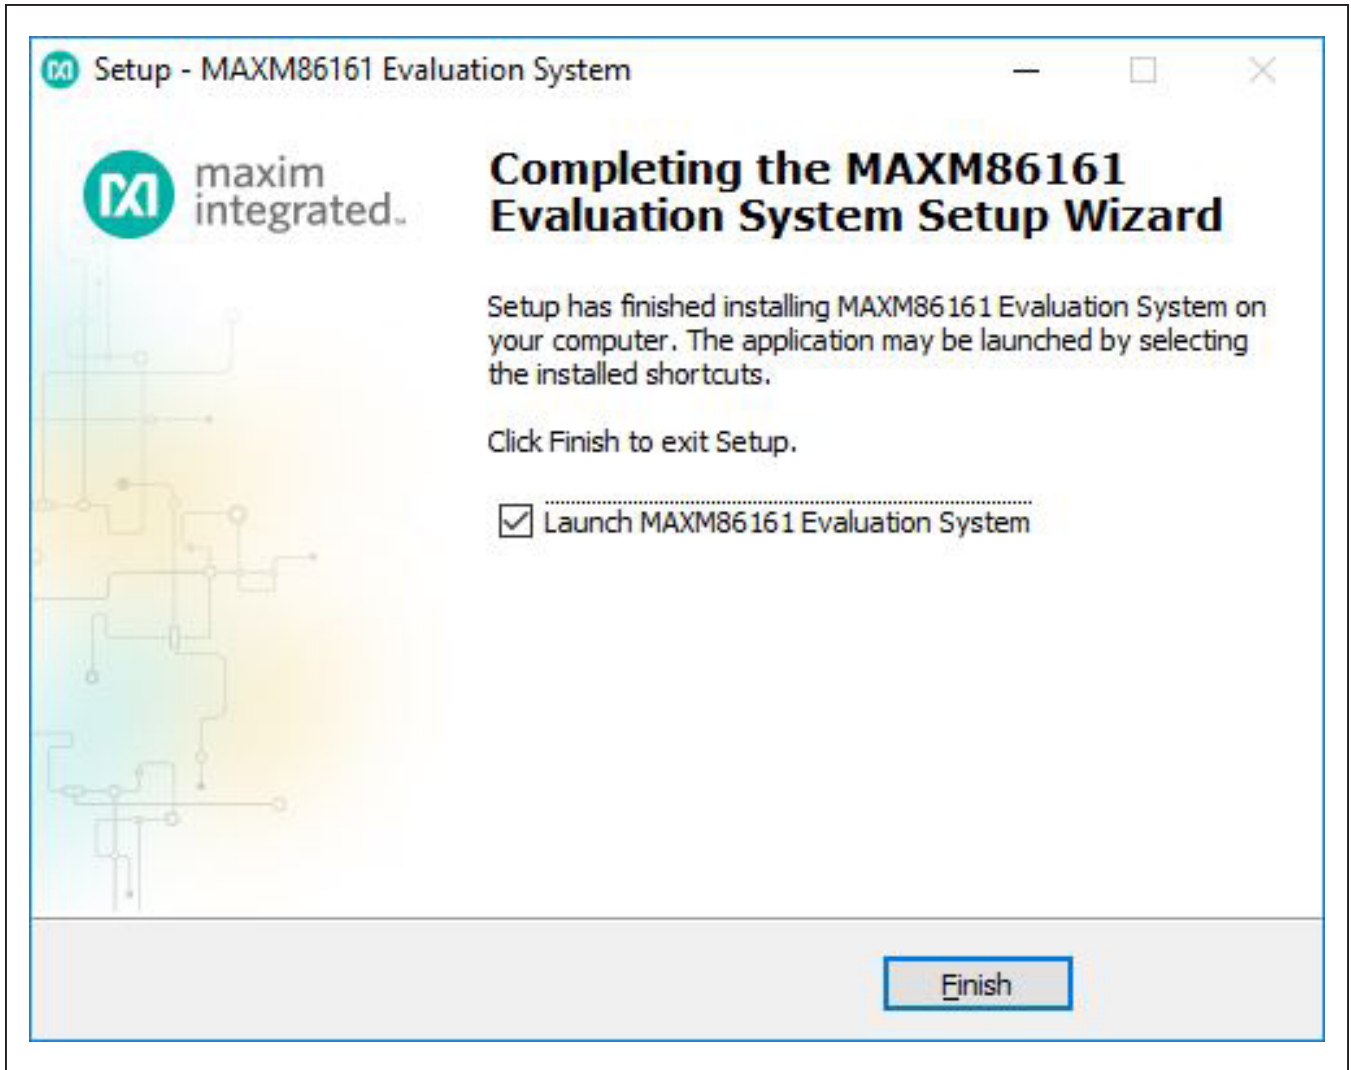 Setup - MAXM86161 Evaluation System
maxim
integrated™
Completing the MAXM86161
Evaluation System Setup Wizard
Setup has finished installing MAXM86161 Evaluation System on
your computer. The application may be launched by selecting
the installed shortcuts.
Click Finish to exit Setup.
Launch MAXM86161 Evaluation System
Finish